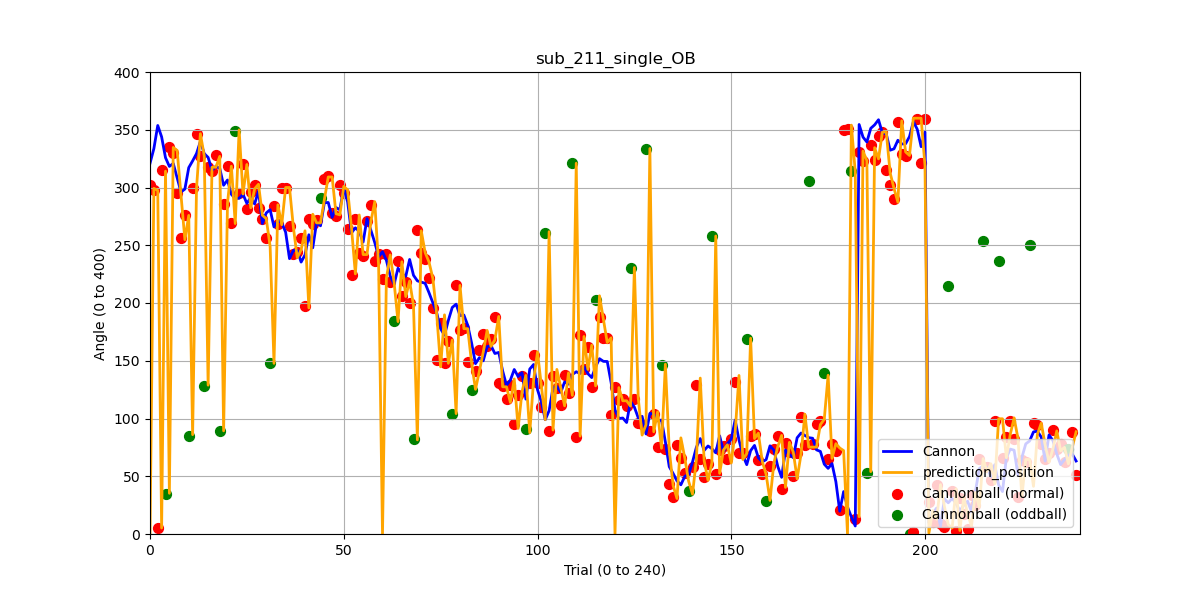 sub_211_single_OB
Angle (0 to 400)
400
350
300
250
200
150
100
50
0
0
50
100
150
200
Trial (0 to 240)
Cannon
prediction_position
Cannonball (normal)
Cannonball (oddball)